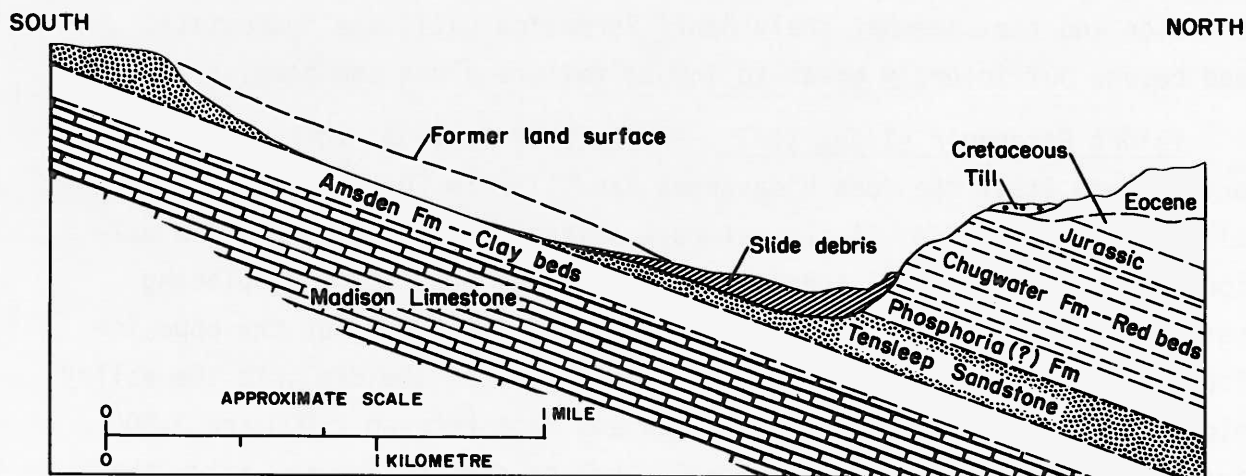 SOUTH
NORTH
Former land surface
Cretaceous
Till
Eocene
Amsden Fm -- Clay beds
Slide debris
Jurassic
Chugwater Fm--Red beds
Madison Limestone
Phosphoria(?) Fm
Tensleep Sandstone
APPROXIMATE SCALE
0 1 MILE
0 1 KILOMETRE